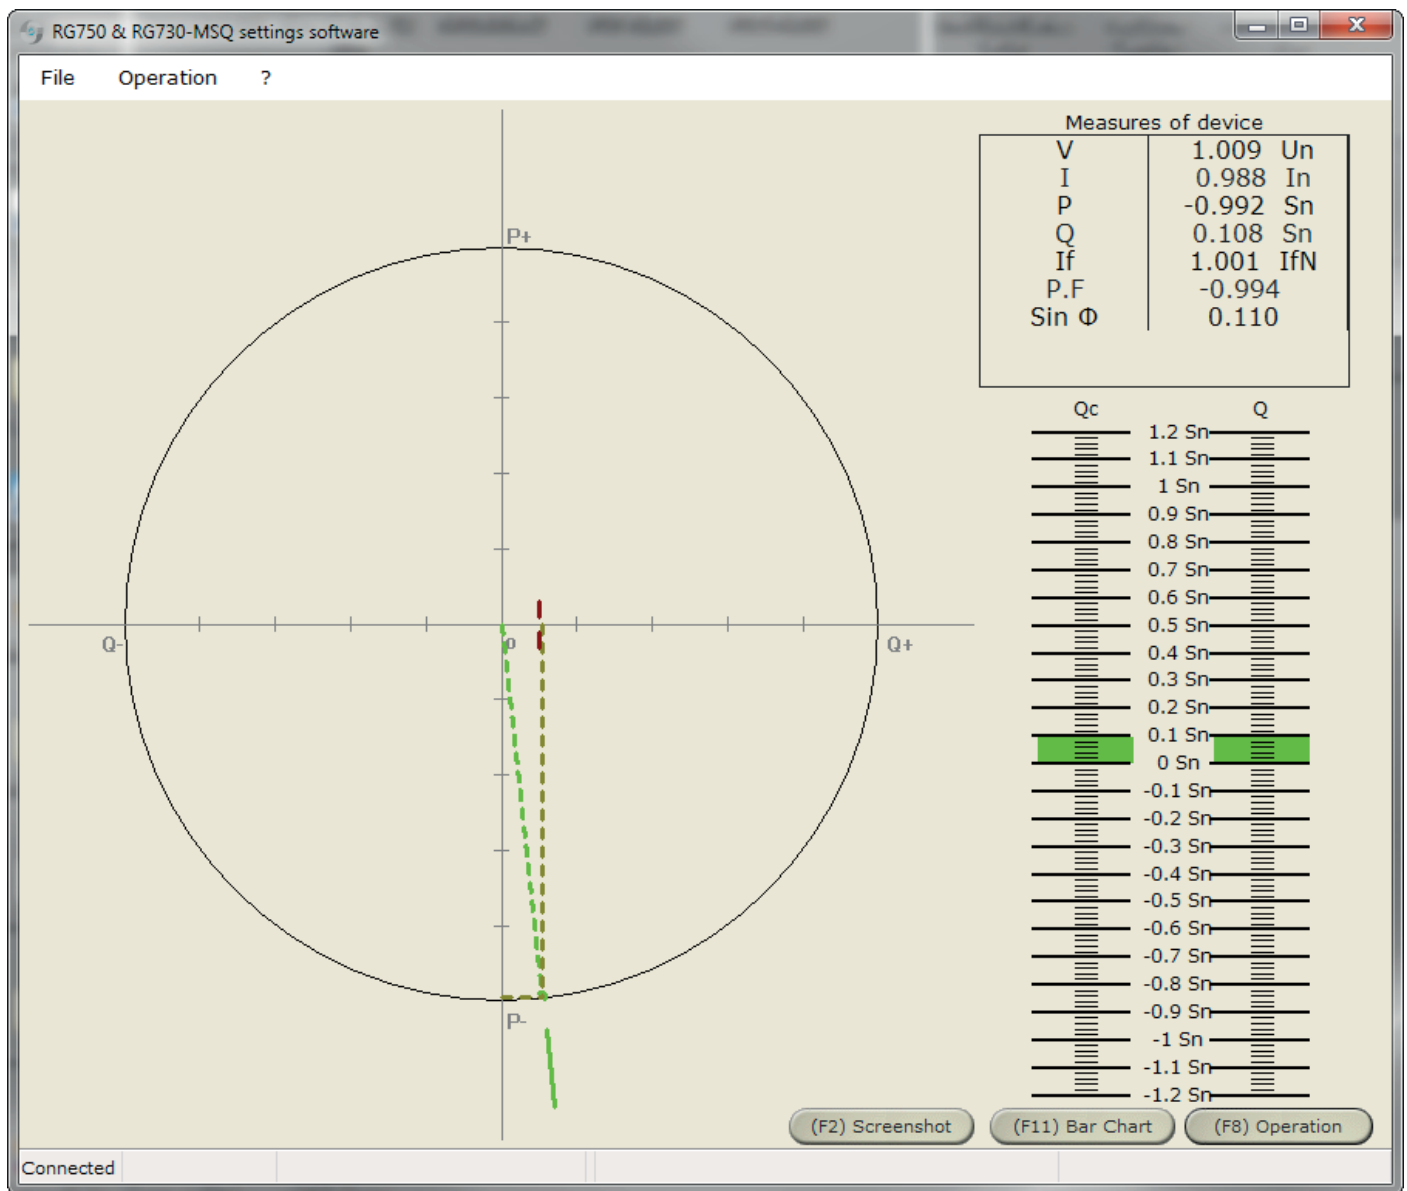 RG750 & RG730-MSQ settings software
File Operation ?
Measures of device
V 1.009 Un
I 0.988 In
P -0.992 Sn
Q 0.108 Sn
If 1.001 IfN
P.F -0.994
Sin Φ 0.110
P+
Q-
o
Q+
P-
Qc Q
1.2 Sn
1.1 Sn
1 Sn
0.9 Sn
0.8 Sn
0.7 Sn
0.6 Sn
0.5 Sn
0.4 Sn
0.3 Sn
0.2 Sn
0.1 Sn
0 Sn
-0.1 Sn
-0.2 Sn
-0.3 Sn
-0.4 Sn
-0.5 Sn
-0.6 Sn
-0.7 Sn
-0.8 Sn
-0.9 Sn
-1 Sn
-1.1 Sn
-1.2 Sn
(F2) Screenshot (F11) Bar Chart (F8) Operation
Connected